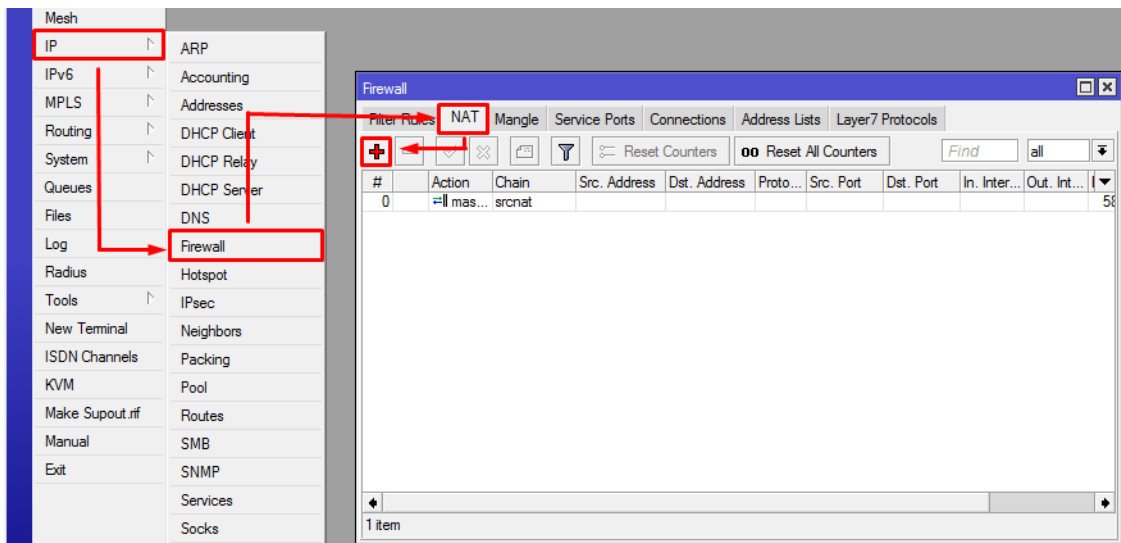 Mesh
IP
IPv6
MPLS
Routing
System
Queues
Files
Log
Radius
Tools
New Terminal
ISDN Channels
KVM
Make Supout.rif
Manual
Exit
ARP
Accounting
Addresses
DHCP Client
DHCP Relay
DHCP Server
DNS
Firewall
Hotspot
IPsec
Neighbors
Packing
Pool
Routes
SMB
SNMP
Services
Socks
Firewall
Filter Rules NAT Mangle Service Ports Connections Address Lists Layer7 Protocols
Reset Counters 00 Reset All Counters Find all
# Action Chain Src. Address Dst. Address Proto... Src. Port Dst. Port In. Inter... Out. Int...
0 mas... srcnat 58
1 item